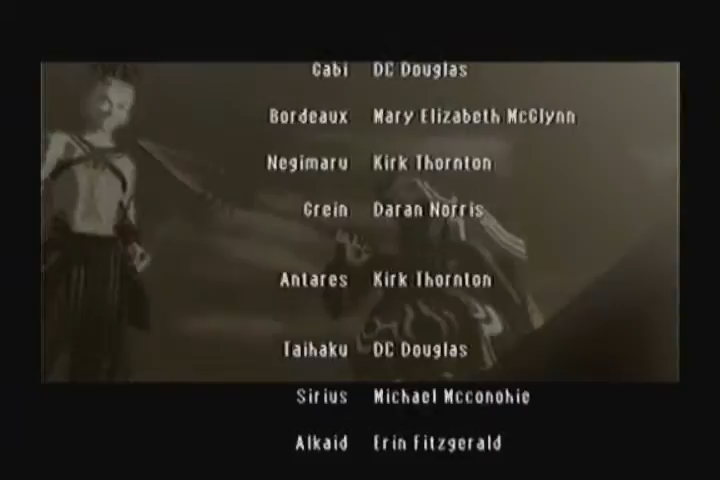 Gabi DC Douglas
Bordeaux Mary Elizabeth McGlynn
Negimaru Kirk Thornton
Grein Daran Norris
Antares Kirk Thornton
Taihaku DC Douglas
Sirius Michael Mcconohie
Alkaid Erin Fitzgerald